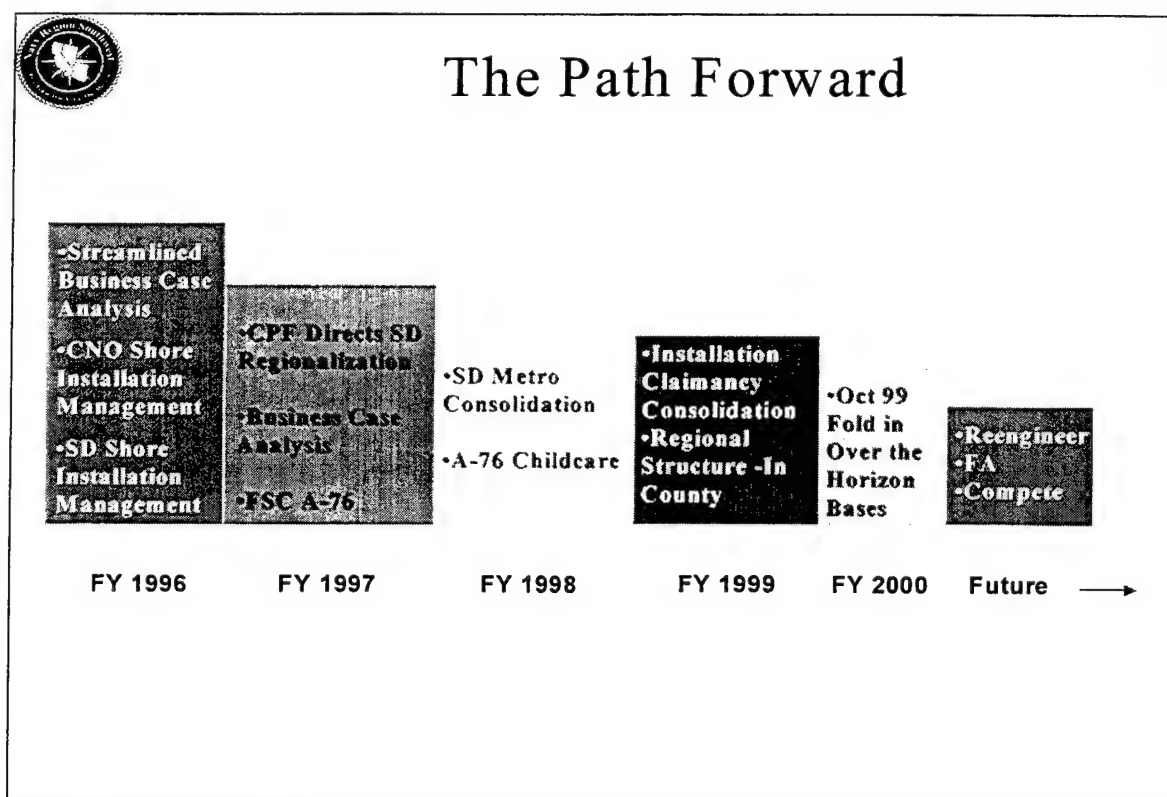 Navy Region Southwest
The Path Forward
•Streamlined
Business Case
Analysis
•CNO Shore
Installation
Management
•SD Shore
Installation
Management
•CPF Directs SD
Regionalization
•Business Case
Analysis
•FSC A-76
•SD Metro
Consolidation
•A-76 Childcare
•Installation
Claimancy
Consolidation
•Regional
Structure -In
County
•Oct 99
Fold in
Over the
Horizon
Bases
•Reengineer
•FA
•Compete
FY 1996
FY 1997
FY 1998
FY 1999
FY 2000
Future